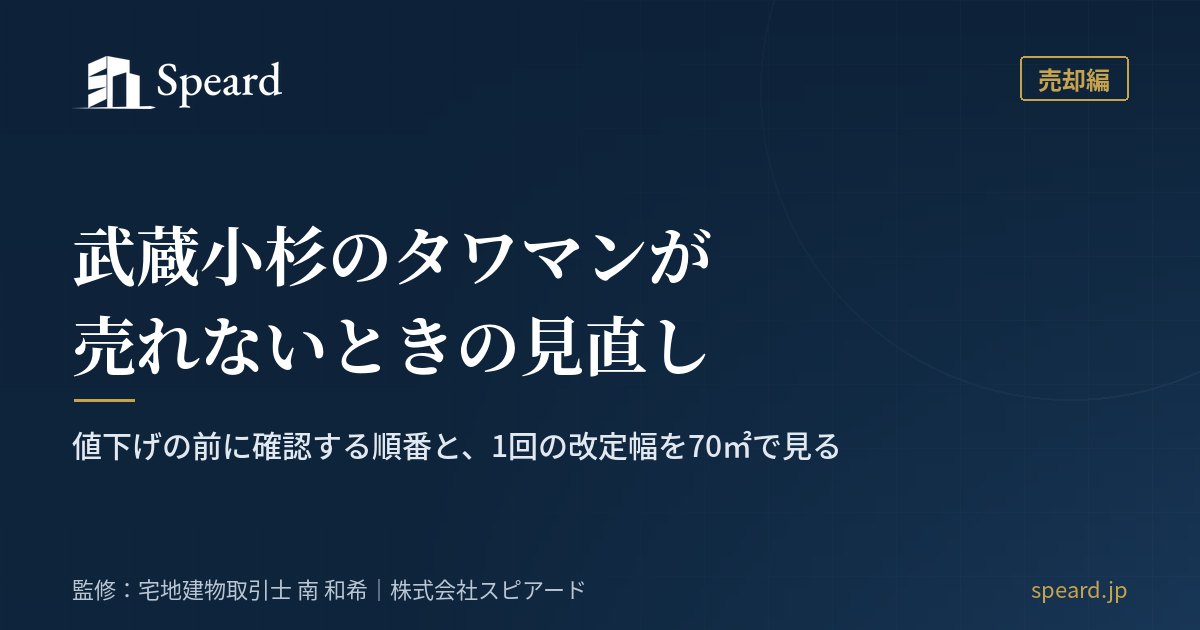 Speard
売却編
武蔵小杉のタワマンが
売れないときの見直し
値下げの前に確認する順番と、1回の改定幅を70㎡で見る
監修：宅地建物取引士 南 和希｜株式会社スピアード
speard.jp